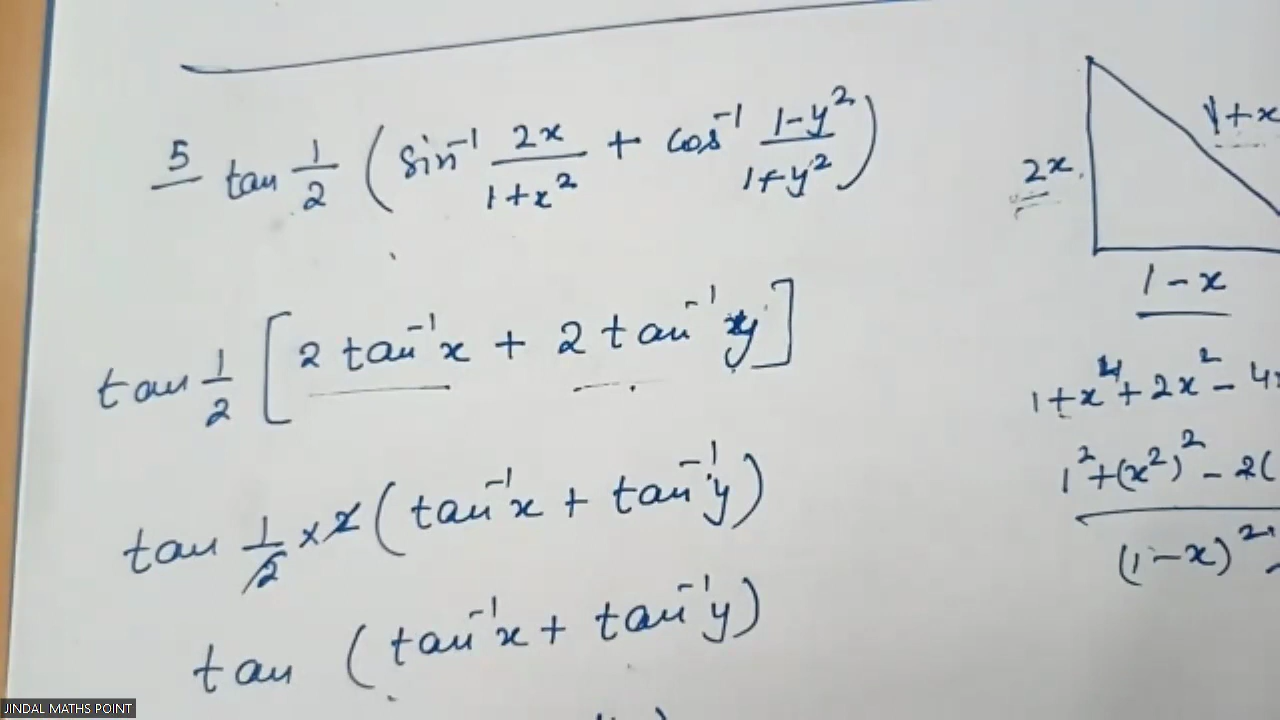 5 tan 1/2 ( sin⁻¹ 2x/1+x² + cos⁻¹ 1-y²/1+y² )
tan 1/2 [ 2 tan⁻¹x + 2 tan⁻¹y ]
tan 1/2 × 2 ( tan⁻¹x + tan⁻¹y )
tan ( tan⁻¹x + tan⁻¹y )
1+x
2x
1-x
1+x⁴+2x²-4
1²+(x²)²-2(
(1-x)²
JINDAL MATHS POINT